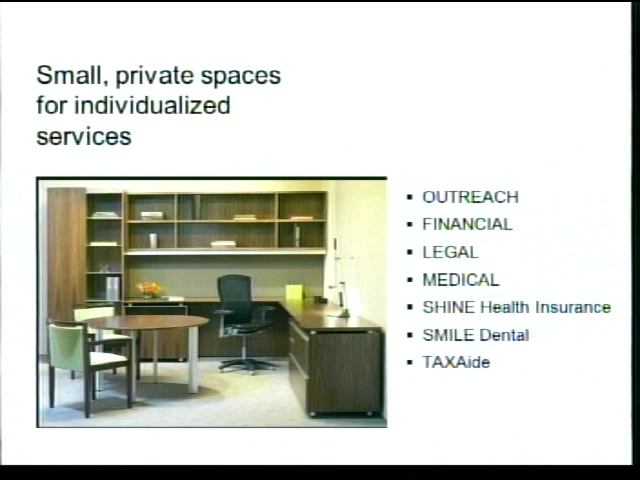 Small, private spaces
for individualized
services
▪ OUTREACH
▪ FINANCIAL
▪ LEGAL
▪ MEDICAL
▪ SHINE Health Insurance
▪ SMILE Dental
▪ TAXAide